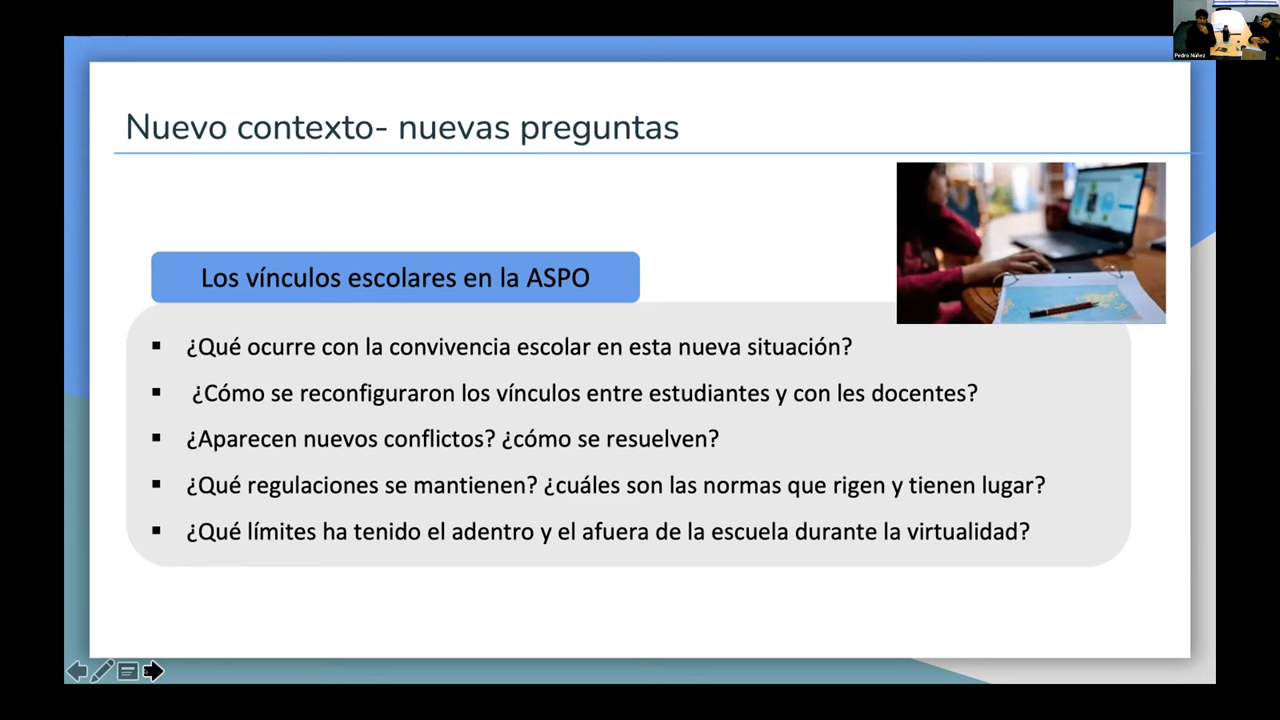 Pedro Núñez
Nuevo contexto- nuevas preguntas
Los vínculos escolares en la ASPO
▪ ¿Qué ocurre con la convivencia escolar en esta nueva situación?
▪ ¿Cómo se reconfiguraron los vínculos entre estudiantes y con les docentes?
▪ ¿Aparecen nuevos conflictos? ¿cómo se resuelven?
▪ ¿Qué regulaciones se mantienen? ¿cuáles son las normas que rigen y tienen lugar?
▪ ¿Qué límites ha tenido el adentro y el afuera de la escuela durante la virtualidad?